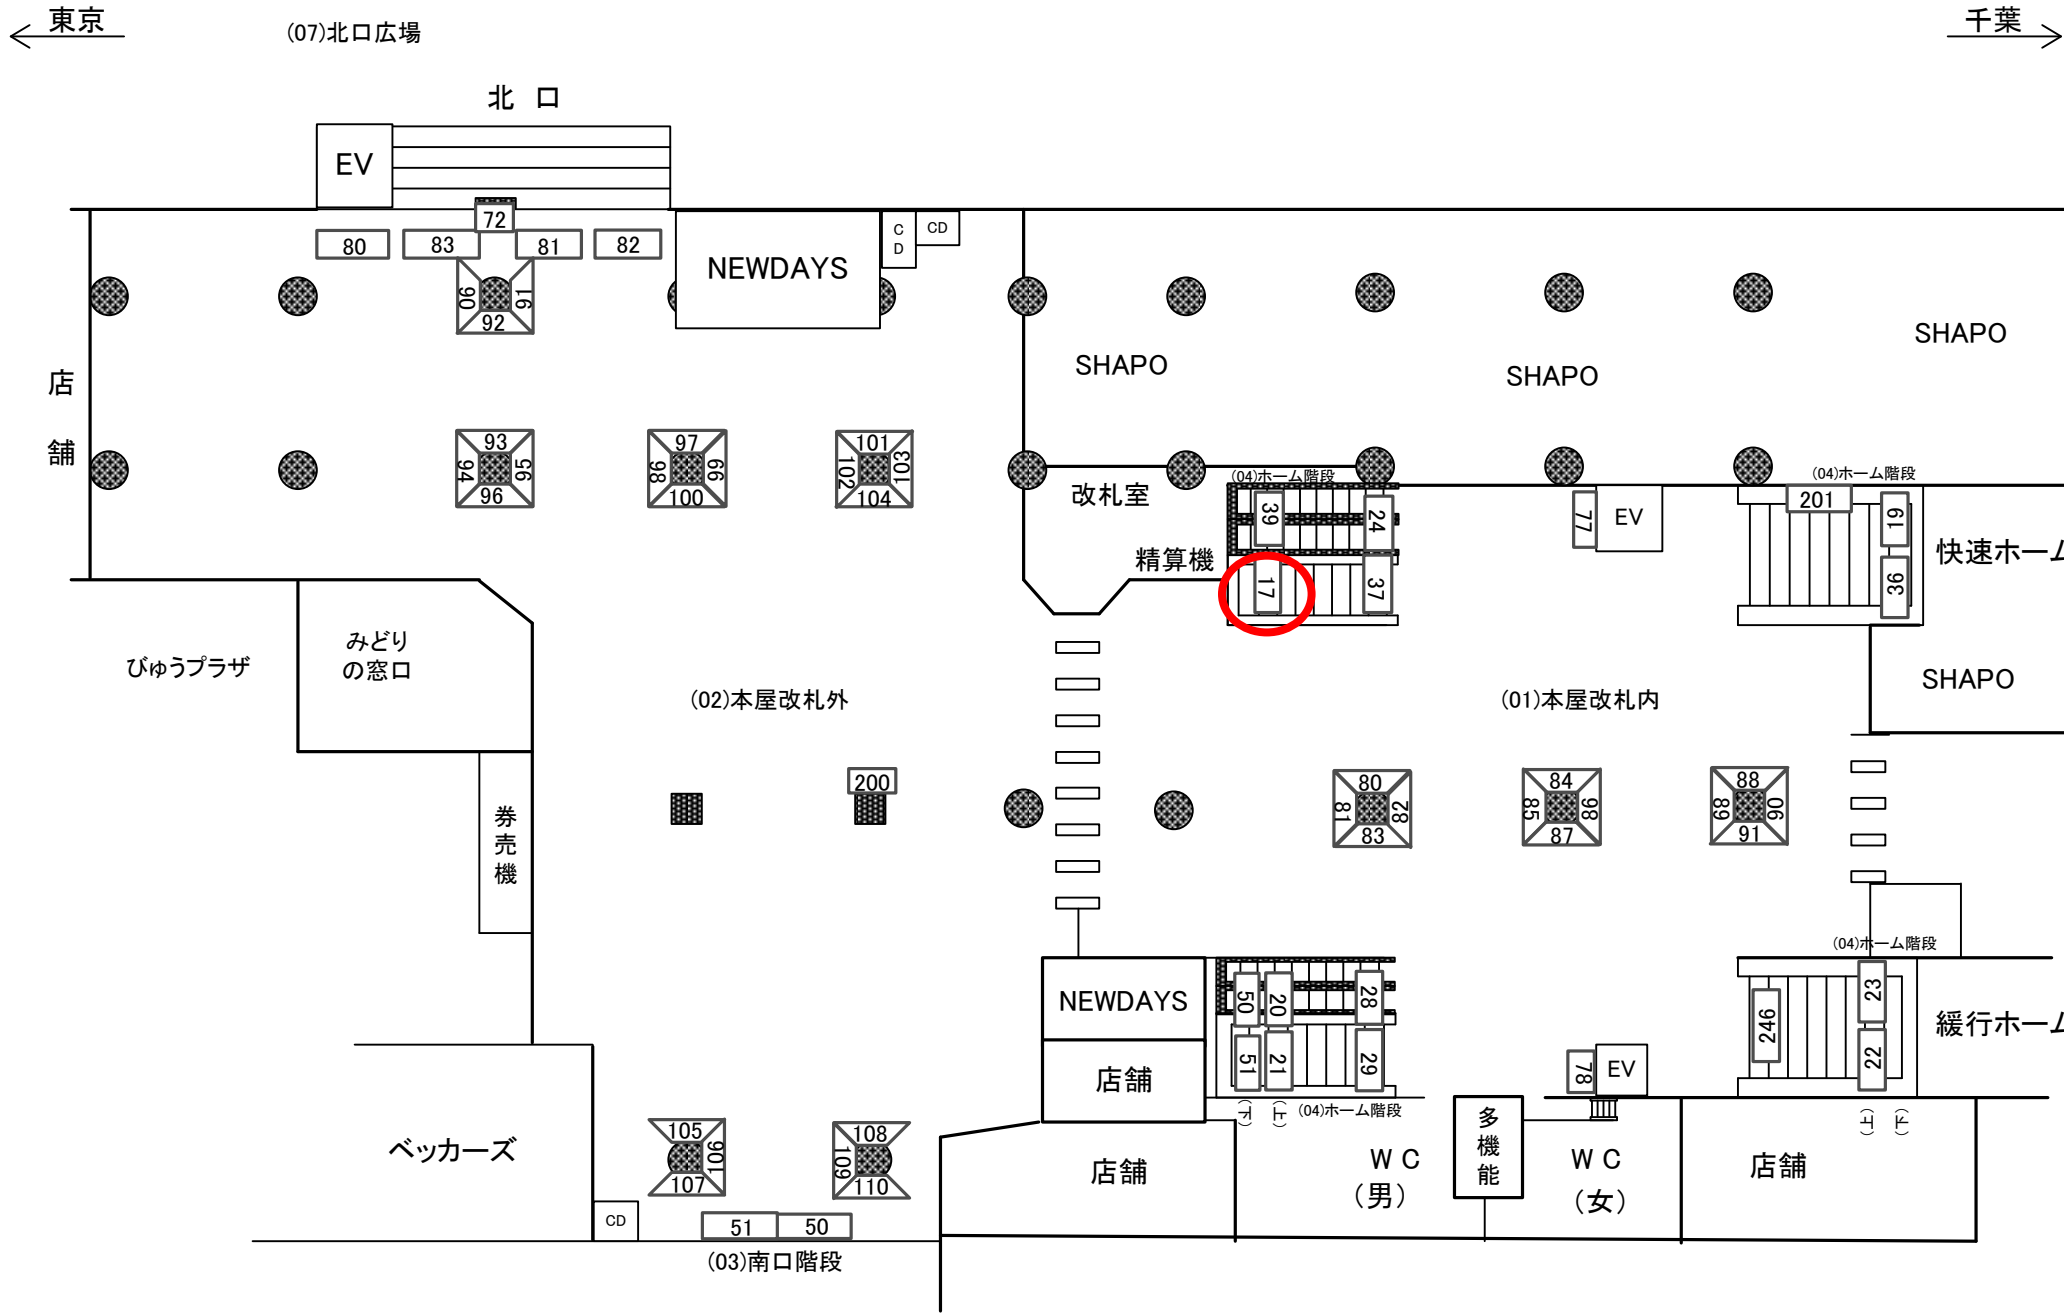 東京
(07)北口広場
千葉
北 口
EV
72
80
83
81
82
NEWDAYS
CD
CD
90
91
92
SHAPO
SHAPO
SHAPO
店舗
93
94
95
96
97
98
99
100
101
102
103
104
改札室
精算機
(04)ホーム階段
39
24
17
37
77
EV
(04)ホーム階段
201
19
36
快速ホーム
SHAPO
びゅうプラザ
みどり
の窓口
(02)本屋改札外
(01)本屋改札内
200
券売機
80
81
82
83
84
85
86
87
88
89
90
91
NEWDAYS
店舗
50
20
28
51
21
29
(下)
(上)
(04)ホーム階段
78
EV
(04)ホーム階段
246
23
22
緩行ホーム
(上)
(下)
ベッカーズ
105
106
107
108
109
110
CD
51
50
(03)南口階段
店舗
WC
(男)
多機能
WC
(女)
店舗